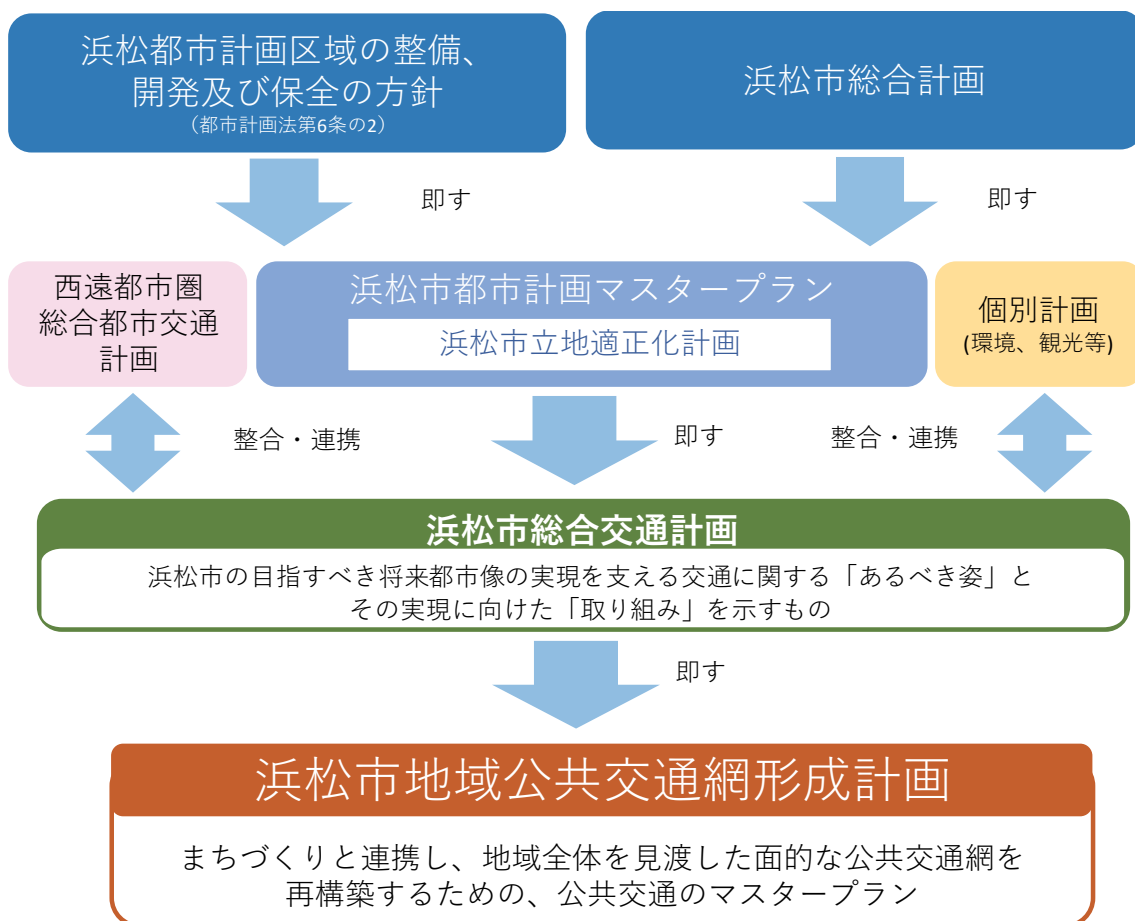 浜松都市計画区域の整備、
開発及び保全の方針
(都市計画法第6条の2)
浜松市総合計画
即す
即す
西遠都市圏
総合都市交通
計画
浜松市都市計画マスタープラン
浜松市立地適正化計画
個別計画
(環境、観光等)
整合・連携
即す
整合・連携
浜松市総合交通計画
浜松市の目指すべき将来都市像の実現を支える交通に関する「あるべき姿」と
その実現に向けた「取り組み」を示すもの
即す
浜松市地域公共交通網形成計画
まちづくりと連携し、地域全体を見渡した面的な公共交通網を
再構築するための、公共交通のマスタープラン